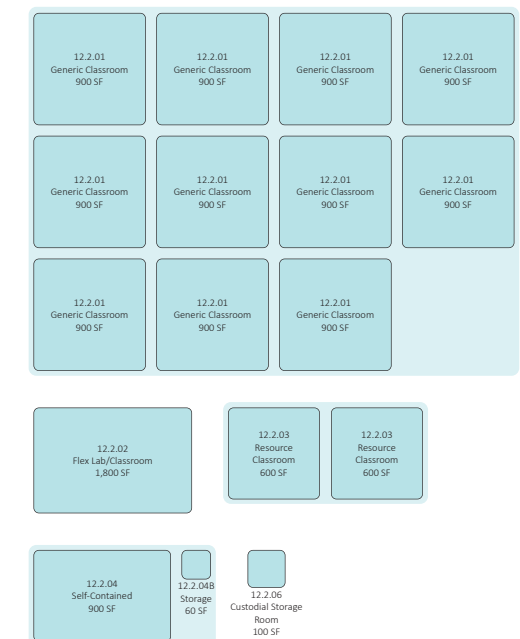 12.2.01
Generic Classroom
900 SF
12.2.01
Generic Classroom
900 SF
12.2.01
Generic Classroom
900 SF
12.2.01
Generic Classroom
900 SF
12.2.01
Generic Classroom
900 SF
12.2.01
Generic Classroom
900 SF
12.2.01
Generic Classroom
900 SF
12.2.01
Generic Classroom
900 SF
12.2.01
Generic Classroom
900 SF
12.2.01
Generic Classroom
900 SF
12.2.01
Generic Classroom
900 SF
12.2.02
Flex Lab/Classroom
1,800 SF
12.2.03
Resource
Classroom
600 SF
12.2.03
Resource
Classroom
600 SF
12.2.04
Self-Contained
900 SF
12.2.04B
Storage
60 SF
12.2.06
Custodial Storage
Room
100 SF